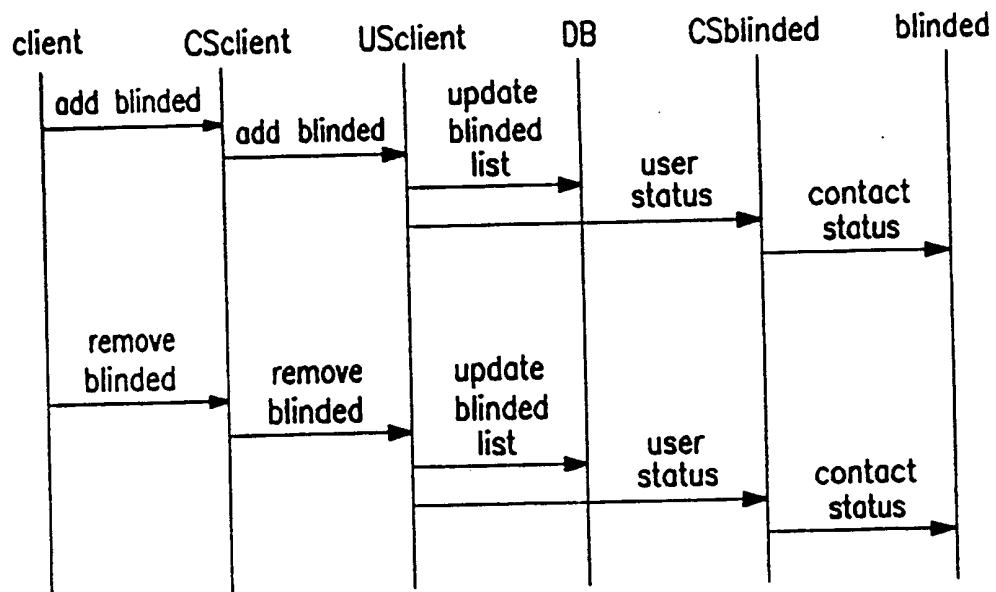 client CSclient USclient DB CSblinded blinded
add blinded
add blinded
update
blinded
list
user
status
contact
status
remove
blinded
remove
blinded
update
blinded
list
user
status
contact
status